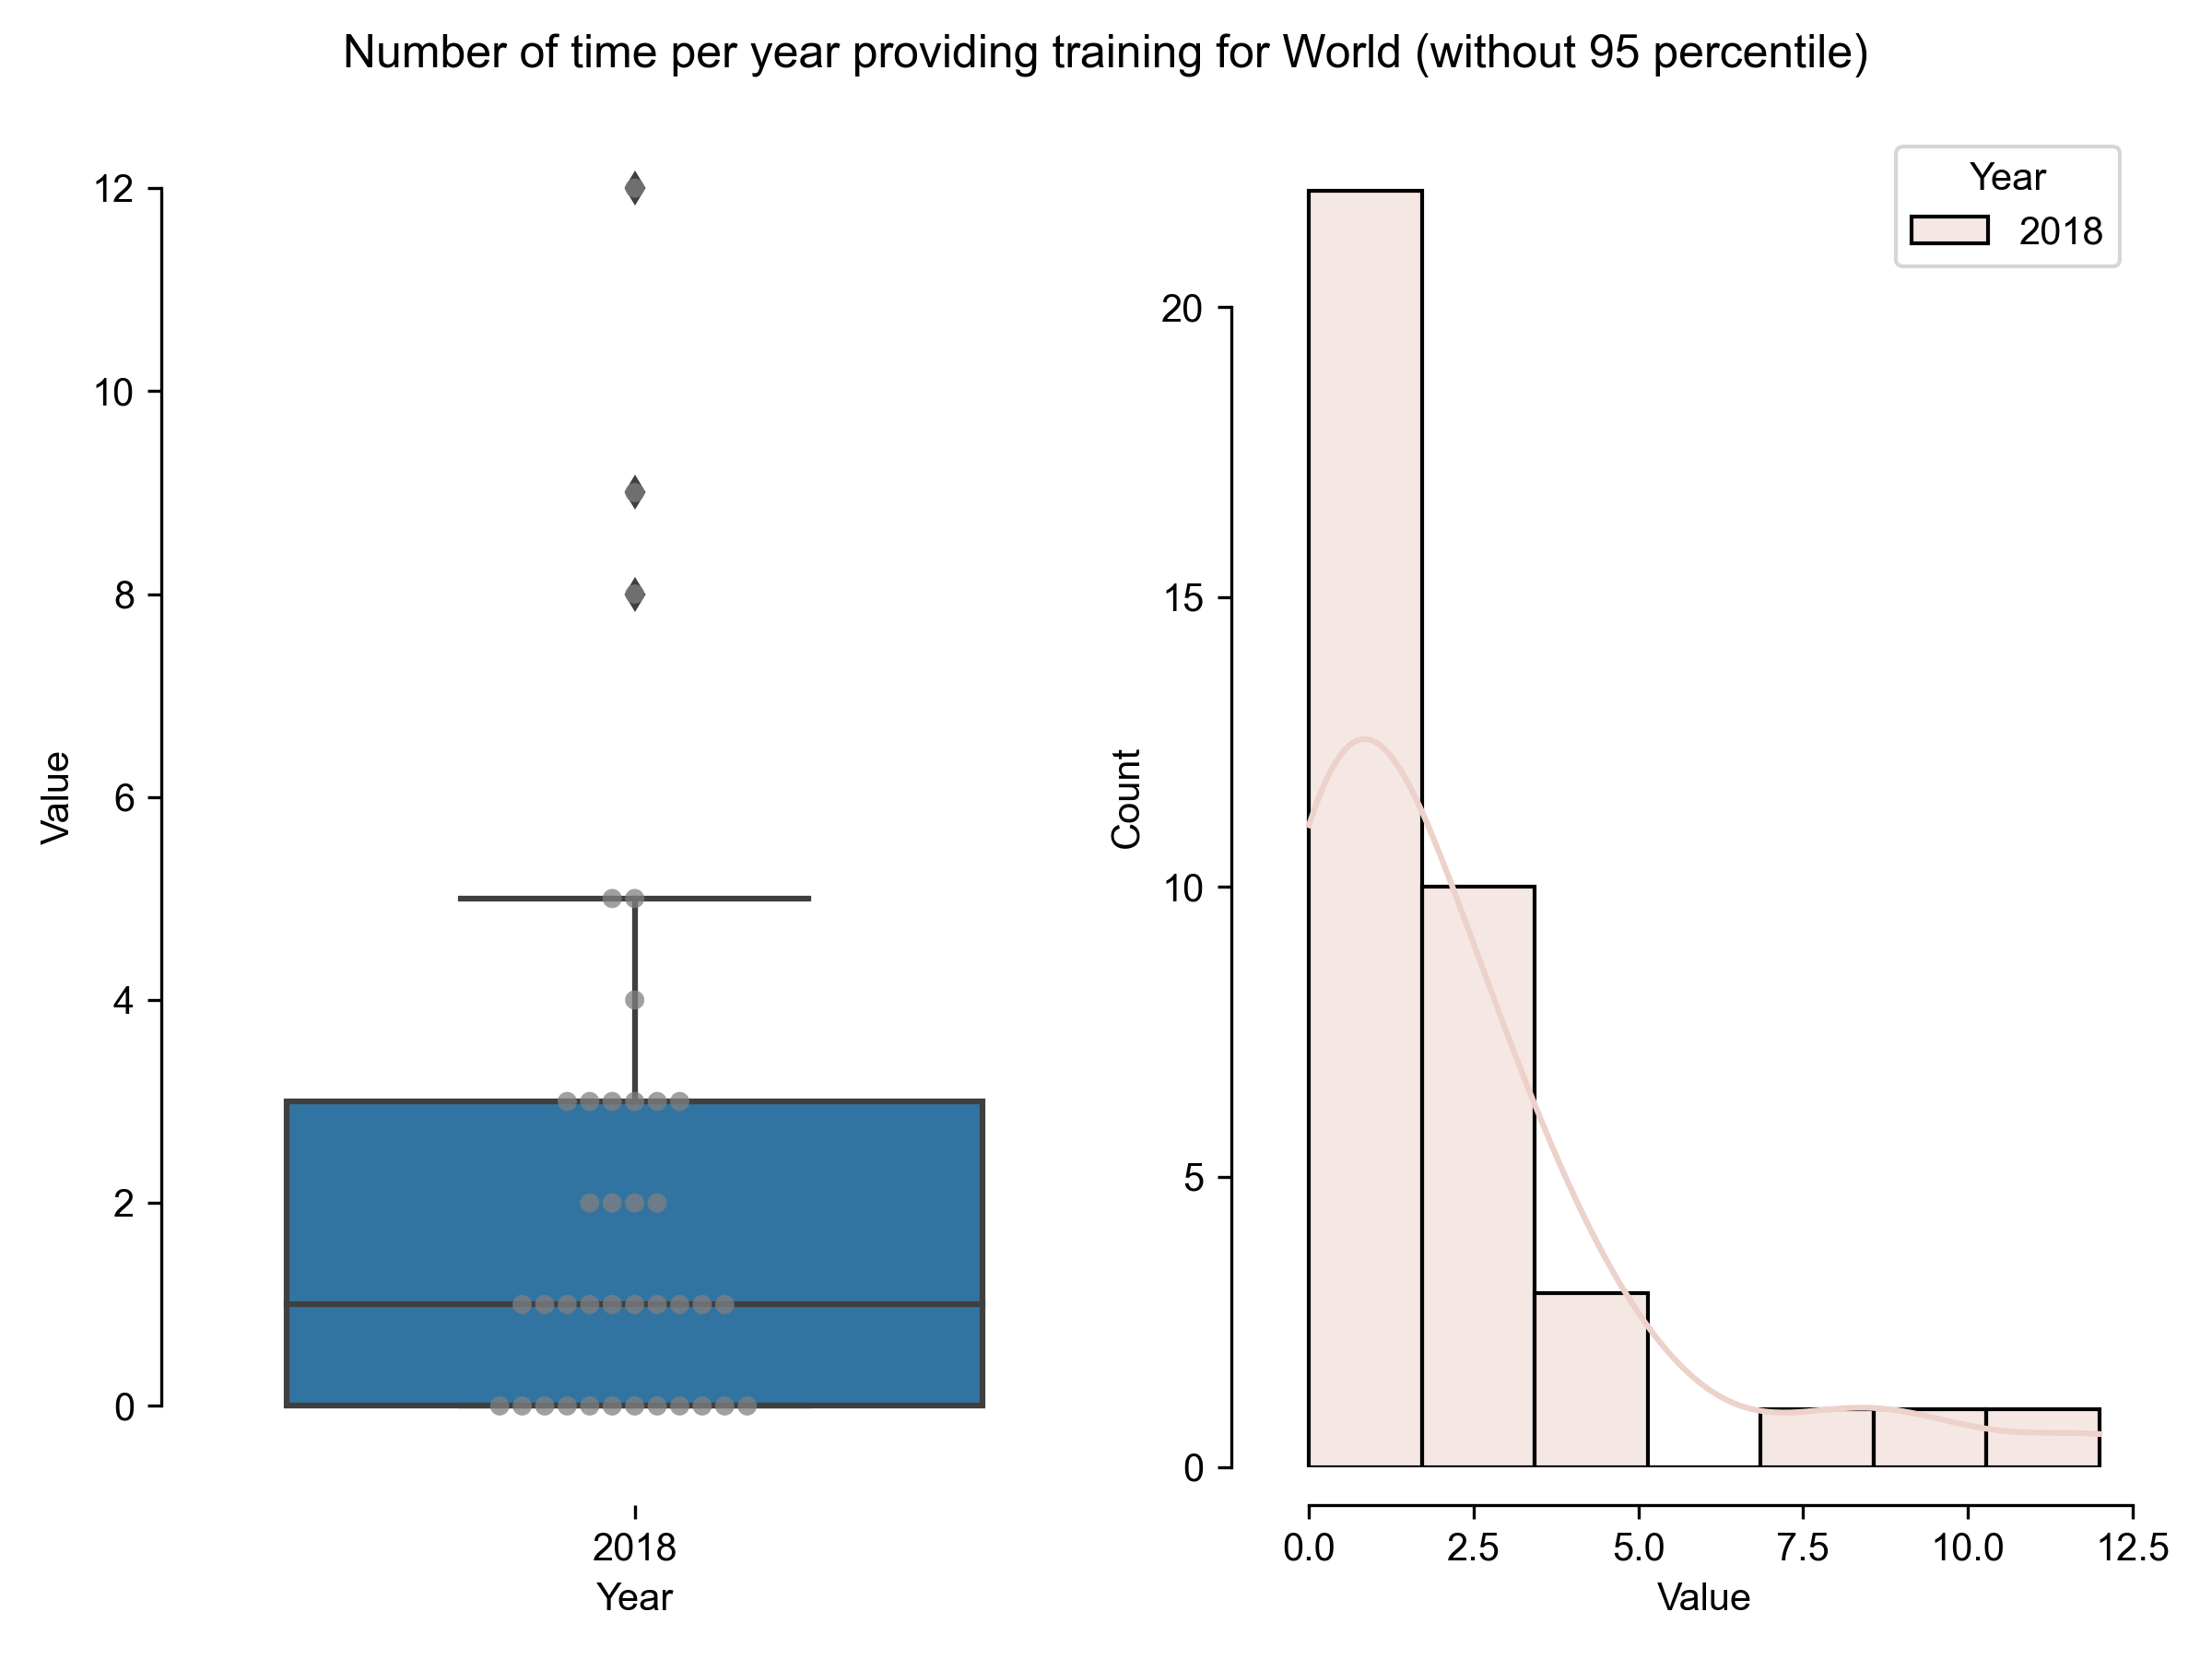 Number of time per year providing training for World (without 95 percentile)
12
10
8
6
4
2
0
Value
2018
Year
Year
2018
20
15
10
5
0
Count
0.0 2.5 5.0 7.5 10.0 12.5
Value